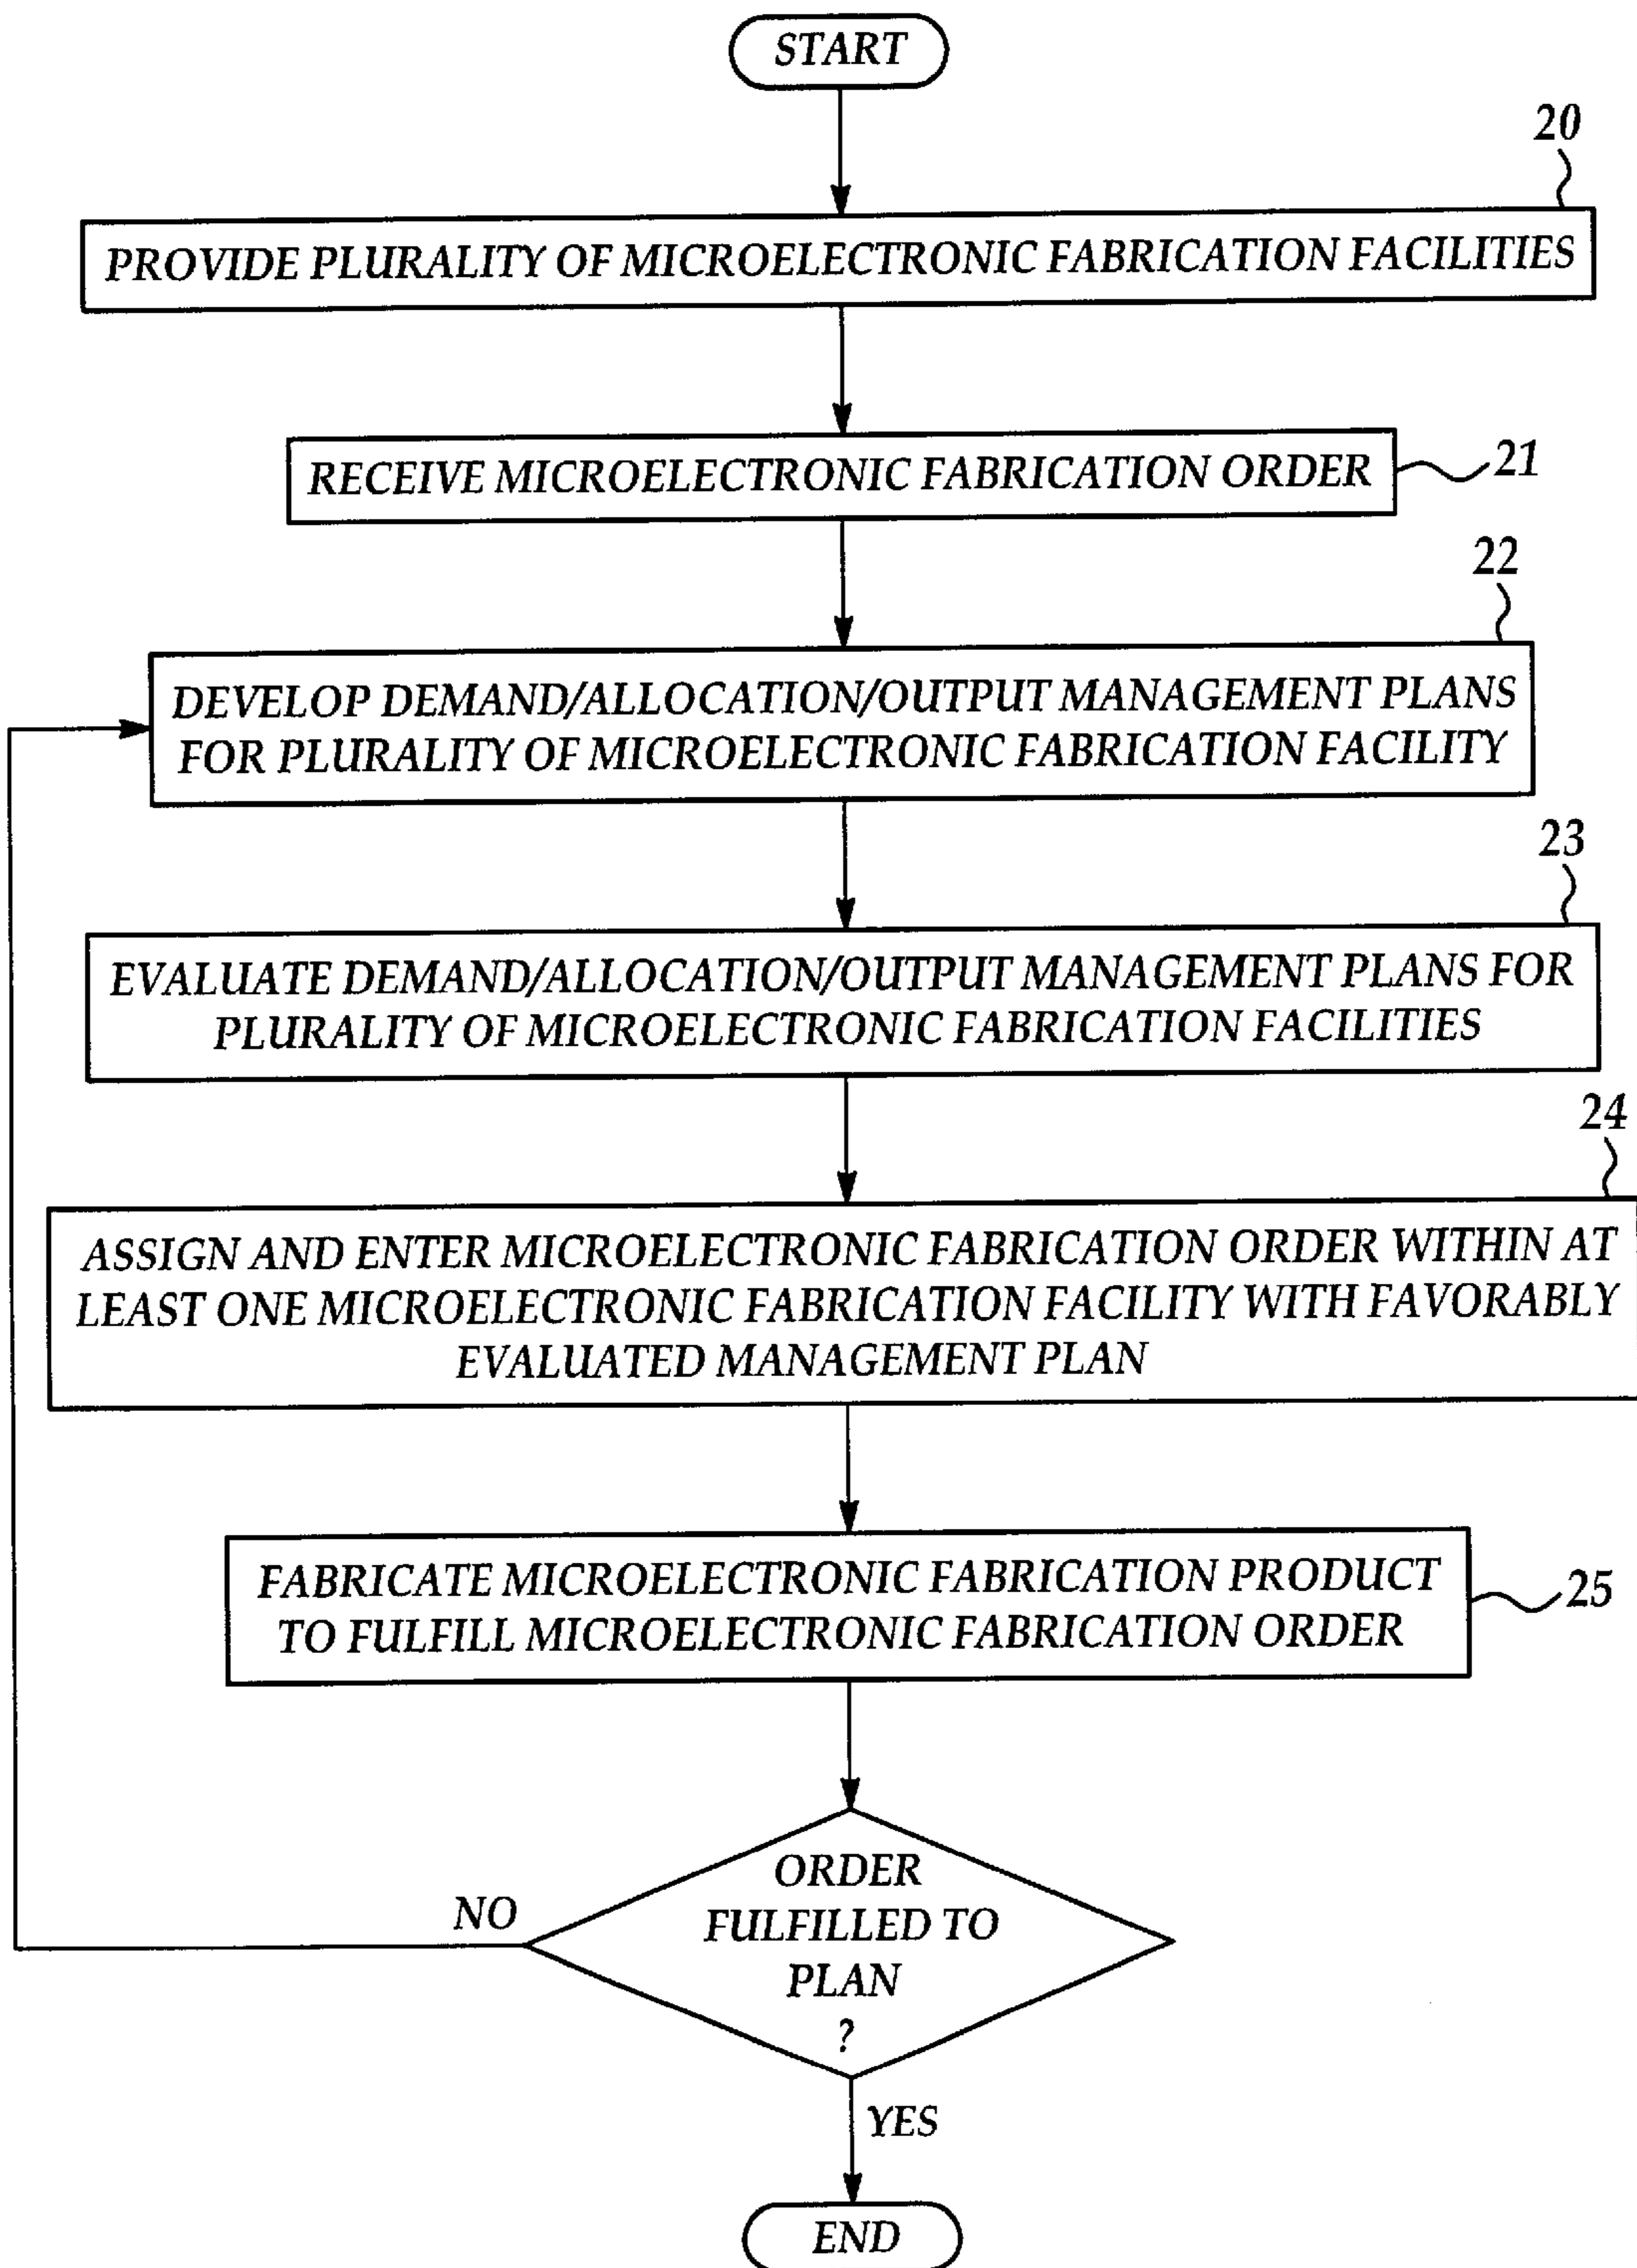 START
20
PROVIDE PLURALITY OF MICROELECTRONIC FABRICATION FACILITIES
RECEIVE MICROELECTRONIC FABRICATION ORDER
21
22
DEVELOP DEMAND/ALLOCATION/OUTPUT MANAGEMENT PLANS
FOR PLURALITY OF MICROELECTRONIC FABRICATION FACILITY
23
EVALUATE DEMAND/ALLOCATION/OUTPUT MANAGEMENT PLANS FOR
PLURALITY OF MICROELECTRONIC FABRICATION FACILITIES
24
ASSIGN AND ENTER MICROELECTRONIC FABRICATION ORDER WITHIN AT
LEAST ONE MICROELECTRONIC FABRICATION FACILITY WITH FAVORABLY
EVALUATED MANAGEMENT PLAN
FABRICATE MICROELECTRONIC FABRICATION PRODUCT
TO FULFILL MICROELECTRONIC FABRICATION ORDER
25
ORDER
FULFILLED TO
PLAN
?
NO
YES
END